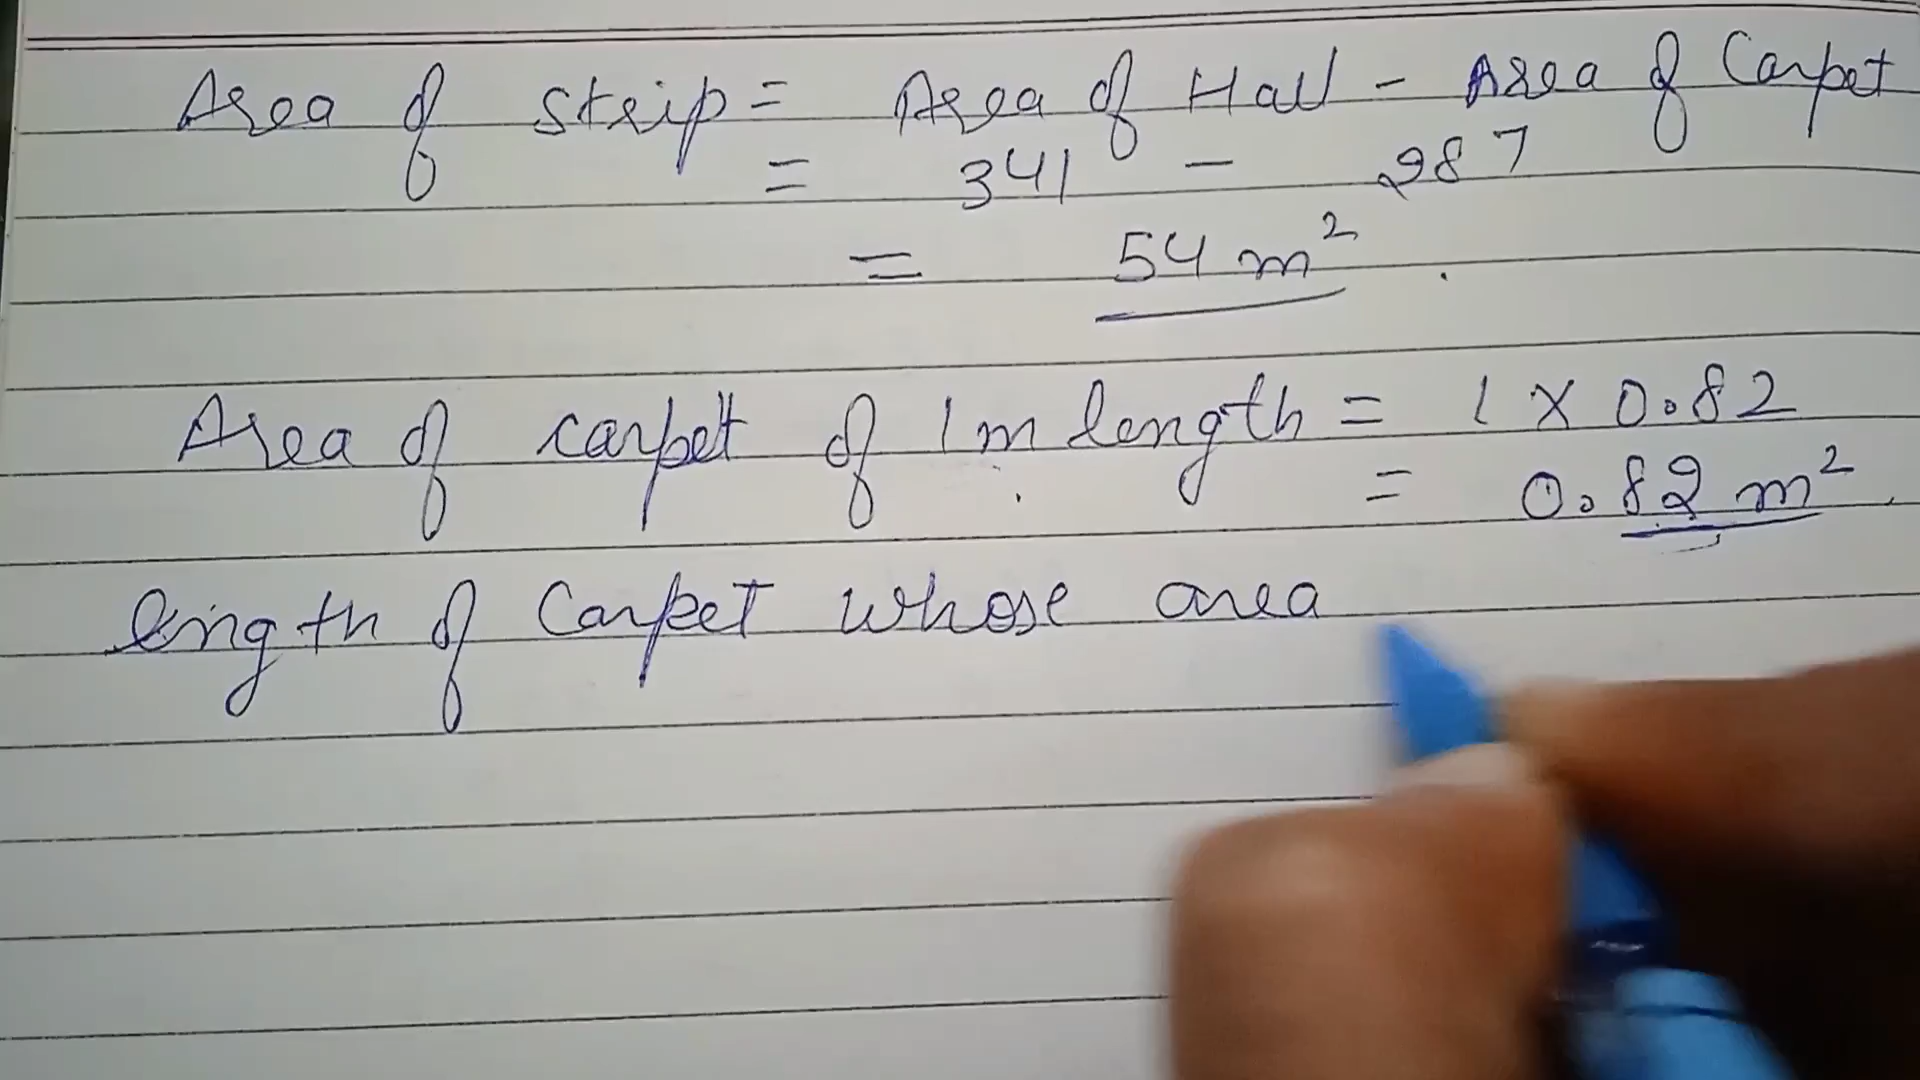 Area of strip = Area of Hall - Area of Carpet
= 341 - 287
= 54 m²
Area of carpet of 1m length = 1 X 0.82
= 0.82 m².
length of Carpet whose area